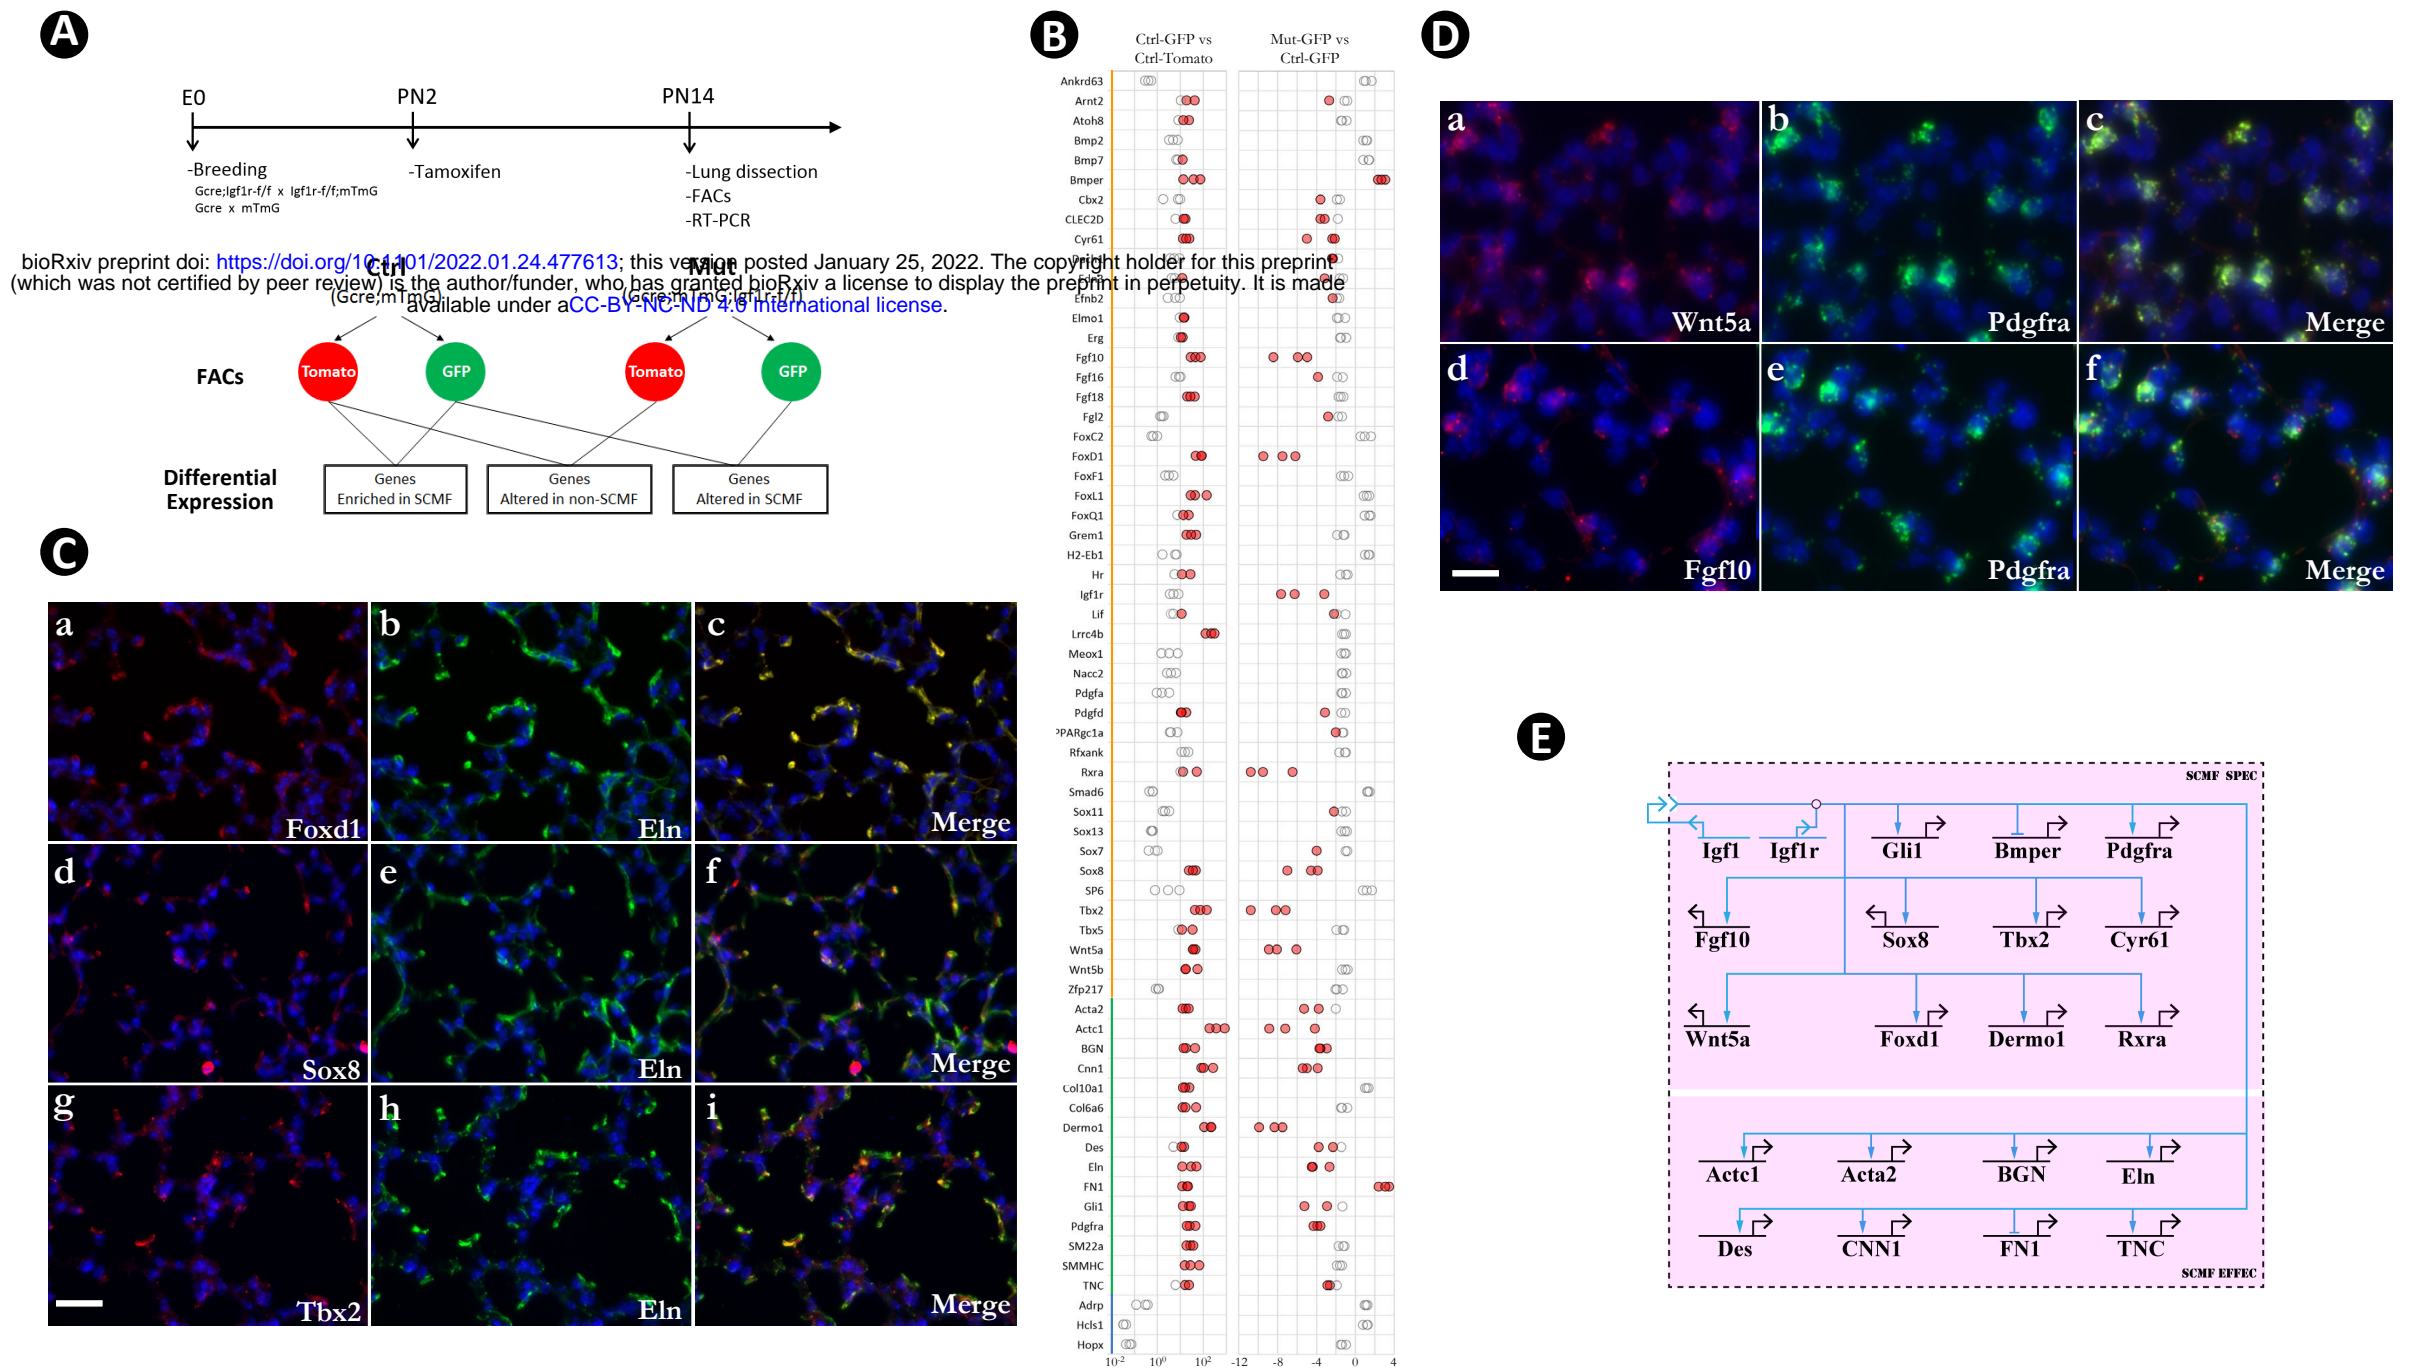 A
E0
PN2
PN14
-Breeding
Gcre;Igf1r-f/f x Igf1r-f/f;mTmG
Gcre x mTmG
-Tamoxifen
-Lung dissection
-FACs
-RT-PCR
bioRxiv preprint doi: https://doi.org/10.1101/2022.01.24.477613; this version posted January 25, 2022. The copyright holder for this preprint
(which was not certified by peer review) is the author/funder, who has granted bioRxiv a license to display the preprint in perpetuity. It is made
available under aCC-BY-NC-ND 4.0 International license.
Ctrl
Mut
(Gcre;mTmG)
(Gcre;mTmG;Igf1r-f/f)
FACs
Tomato
GFP
Tomato
GFP
Differential
Expression
Genes
Enriched in SCMF
Genes
Altered in non-SCMF
Genes
Altered in SCMF
B
Ctrl-GFP vs
Ctrl-Tomato
Mut-GFP vs
Ctrl-GFP
Ankrd63
Arnt2
Atoh8
Bmp2
Bmp7
Bmper
Cbx2
CLEC2D
Cyr61
Efnb2
Elmo1
Erg
Fgf10
Fgf16
Fgf18
Fgl2
FoxC2
FoxD1
FoxF1
FoxL1
FoxQ1
Grem1
H2-Eb1
Hr
Igf1r
Lif
Lrrc4b
Meox1
Nacc2
Pdgfa
Pdgfd
PPARgc1a
Rfxank
Rxra
Smad6
Sox11
Sox13
Sox7
Sox8
SP6
Tbx2
Tbx5
Wnt5a
Wnt5b
Zfp217
Acta2
Actc1
BGN
Cnn1
Col10a1
Col6a6
Dermo1
Des
Eln
FN1
Gli1
Pdgfra
SM22a
SMMHC
TNC
Adrp
Hcls1
Hopx
10-2 100 102 -12 -8 -4 0 4
C
a b c
Foxd1 Eln Merge
d e f
Sox8 Eln Merge
g h i
Tbx2 Eln Merge
D
a b c
Wnt5a Pdgfra Merge
d e f
Fgf10 Pdgfra Merge
E
SCMF SPEC
Igf1 Igf1r Gli1 Bmper Pdgfra
Fgf10 Sox8 Tbx2 Cyr61
Wnt5a Foxd1 Dermo1 Rxra
Actc1 Acta2 BGN Eln
Des CNN1 FN1 TNC
SCMF EFFEC